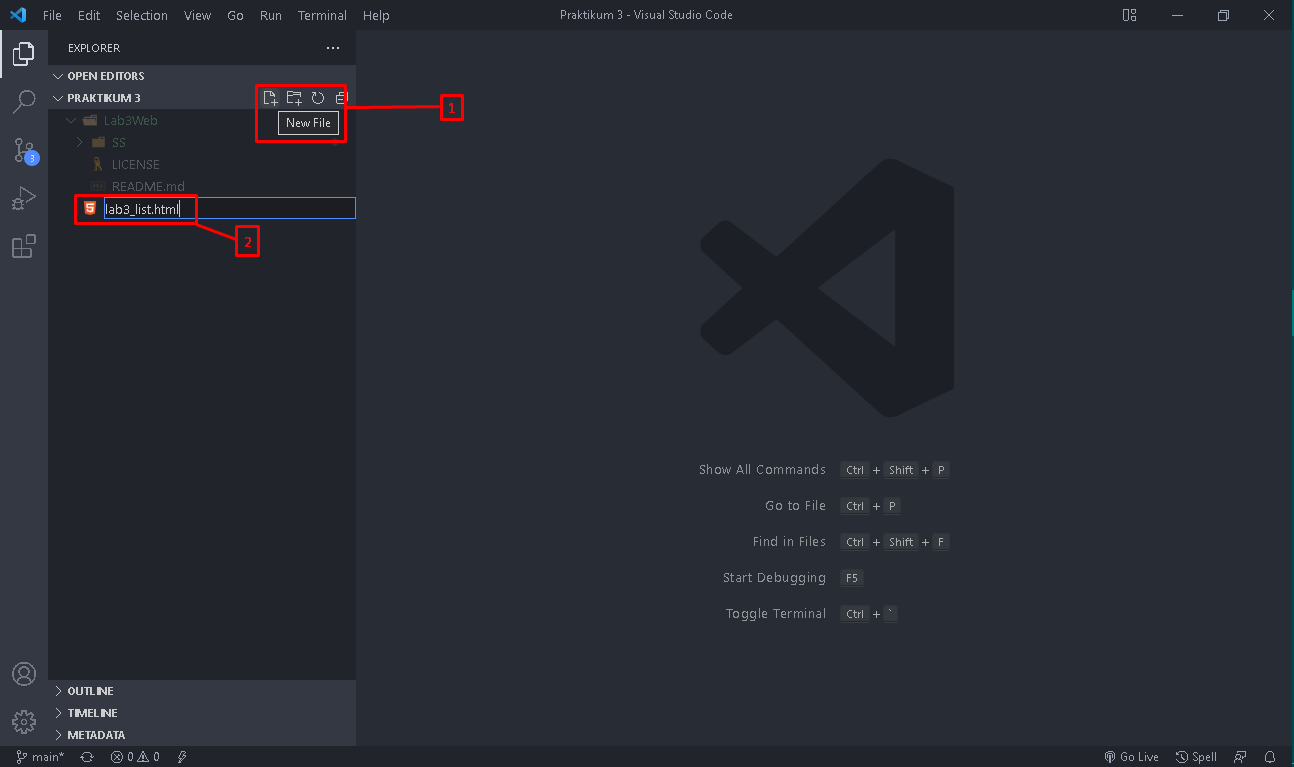 File Edit Selection View Go Run Terminal Help
Praktikum 3 - Visual Studio Code
EXPLORER
OPEN EDITORS
PRAKTIKUM 3
1
New File
Lab3Web
SS
3
LICENSE
README.md
5 lab3_list.html
2
Show All Commands Ctrl + Shift + P
Go to File Ctrl + P
Find in Files Ctrl + Shift + F
Start Debugging F5
Toggle Terminal Ctrl + `
OUTLINE
TIMELINE
METADATA
main* 0 0 Go Live Spell